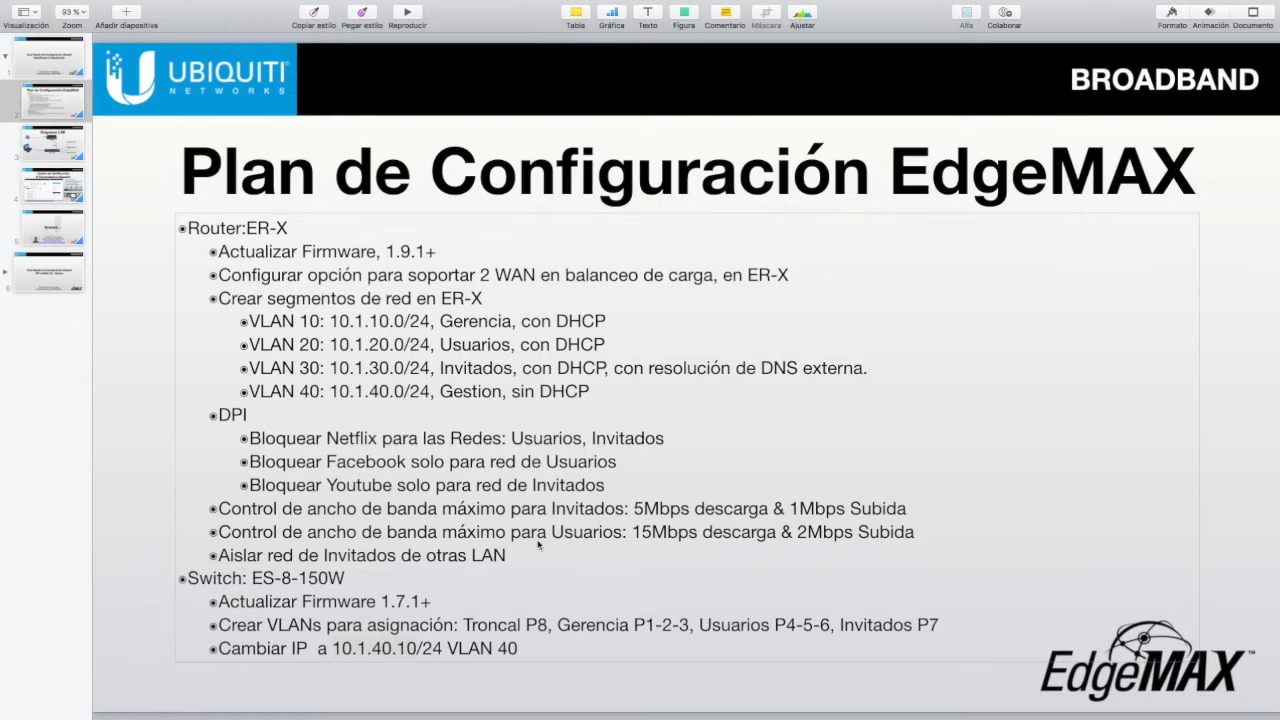 Visualización
93 %
Zoom
Añadir diapositiva
Copiar estilo
Pegar estilo
Reproducir
Tabla
Gráfica
Texto
Figura
Comentario
Máscara
Ajustar
Alfa
Colaborar
Formato
Animación
Documento
UBIQUITI
NETWORKS
BROADBAND
Plan de Configuración EdgeMAX
Router:ER-X
Actualizar Firmware, 1.9.1+
Configurar opción para soportar 2 WAN en balanceo de carga, en ER-X
Crear segmentos de red en ER-X
VLAN 10: 10.1.10.0/24, Gerencia, con DHCP
VLAN 20: 10.1.20.0/24, Usuarios, con DHCP
VLAN 30: 10.1.30.0/24, Invitados, con DHCP, con resolución de DNS externa.
VLAN 40: 10.1.40.0/24, Gestion, sin DHCP
DPI
Bloquear Netflix para las Redes: Usuarios, Invitados
Bloquear Facebook solo para red de Usuarios
Bloquear Youtube solo para red de Invitados
Control de ancho de banda máximo para Invitados: 5Mbps descarga & 1Mbps Subida
Control de ancho de banda máximo para Usuarios: 15Mbps descarga & 2Mbps Subida
Aislar red de Invitados de otras LAN
Switch: ES-8-150W
Actualizar Firmware 1.7.1+
Crear VLANs para asignación: Troncal P8, Gerencia P1-2-3, Usuarios P4-5-6, Invitados P7
Cambiar IP  a 10.1.40.10/24 VLAN 40
EdgeMAX™
1
2
3
4
5
6